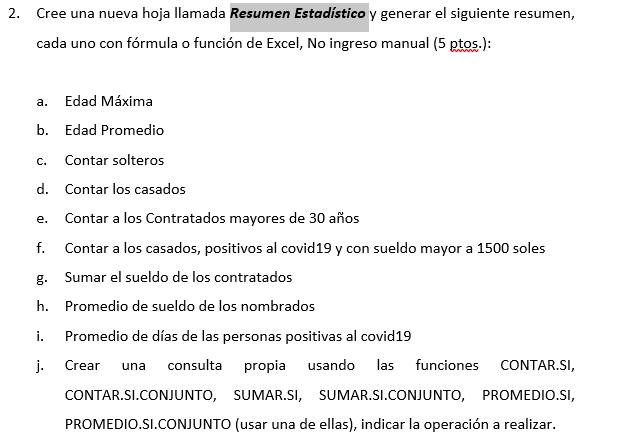 2. Cree una nueva hoja llamada Resumen Estadístico y generar el siguiente resumen,
cada uno con fórmula o función de Excel, No ingreso manual (5 ptos.):
a. Edad Máxima
b. Edad Promedio
c. Contar solteros
d. Contar los casados
e. Contar a los Contratados mayores de 30 años
f. Contar a los casados, positivos al covid19 y con sueldo mayor a 1500 soles
g. Sumar el sueldo de los contratados
h. Promedio de sueldo de los nombrados
i. Promedio de días de las personas positivas al covid19
j. Crear una consulta propia usando las funciones CONTAR.SI,
CONTAR.SI.CONJUNTO, SUMAR.SI, SUMAR.SI.CONJUNTO, PROMEDIO.SI,
PROMEDIO.SI.CONJUNTO (usar una de ellas), indicar la operación a realizar.